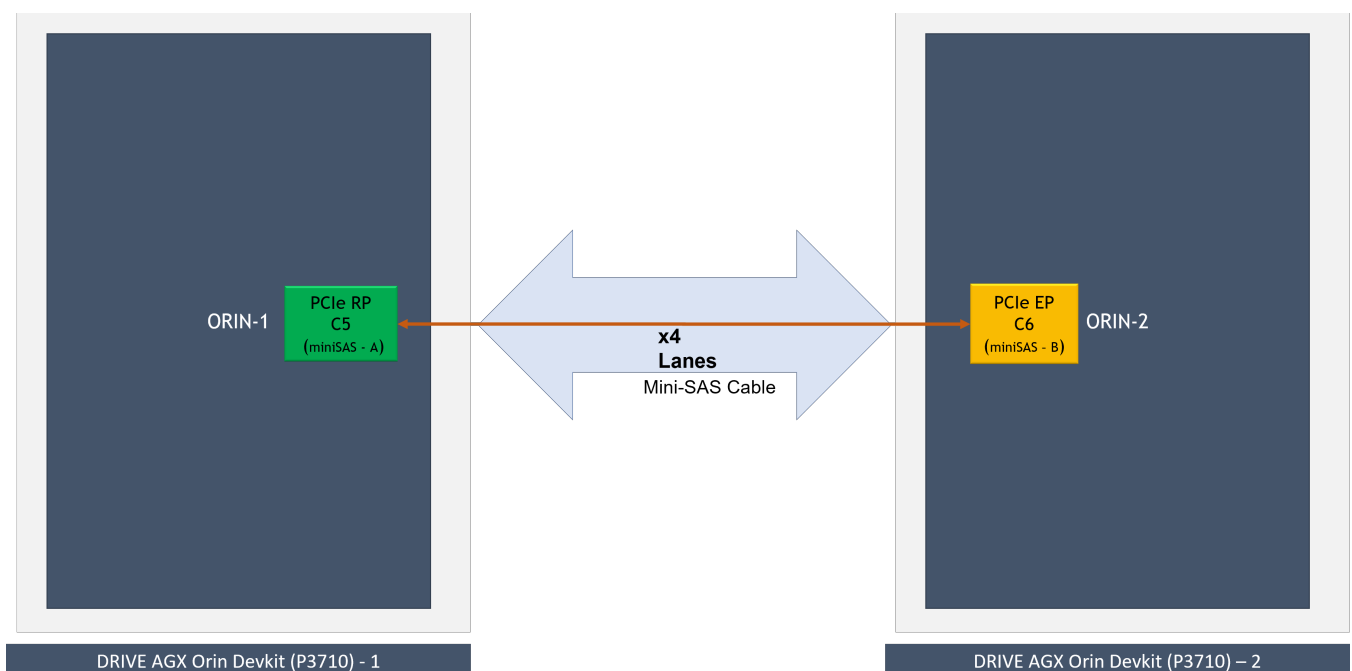 ORIN-1
PCIe RP
C5
(miniSAS - A)
x4
Lanes
Mini-SAS Cable
PCIe EP
C6
(miniSAS - B)
ORIN-2
DRIVE AGX Orin Devkit (P3710) - 1
DRIVE AGX Orin Devkit (P3710) – 2